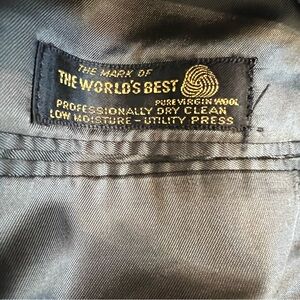 THE MARK OF
THE WORLD'S BEST
PURE VIRGIN WOOL
PROFESSIONALLY DRY CLEAN
LOW MOISTURE - UTILITY PRESS